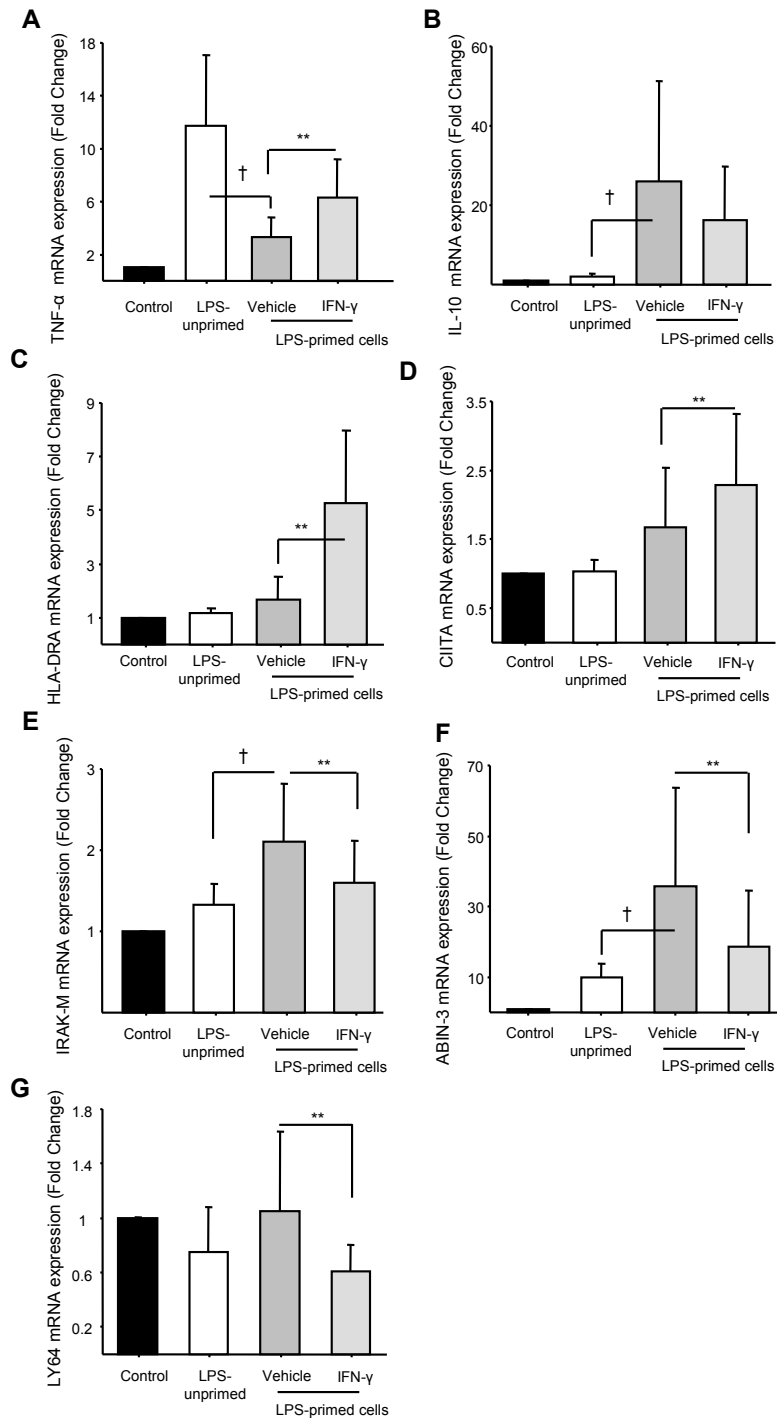 A
TNF-α mRNA expression (Fold Change)
18
14
10
6
2
**
†
Control
LPS-
unprimed
Vehicle
IFN-γ
LPS-primed cells
B
IL-10 mRNA expression (Fold Change)
60
40
20
†
Control
LPS-
unprimed
Vehicle
IFN-γ
LPS-primed cells
C
HLA-DRA mRNA expression (Fold Change)
9
7
5
3
1
**
Control
LPS-
unprimed
Vehicle
IFN-γ
LPS-primed cells
D
CIITA mRNA expression (Fold Change)
3.5
2.5
1.5
0.5
**
Control
LPS-
unprimed
Vehicle
IFN-γ
LPS-primed cells
E
IRAK-M mRNA expression (Fold Change)
3
2
1
†
**
Control
LPS-
unprimed
Vehicle
IFN-γ
LPS-primed cells
F
ABIN-3 mRNA expression (Fold Change)
70
50
30
10
**
†
Control
LPS-
unprimed
Vehicle
IFN-γ
LPS-primed cells
G
LY64 mRNA expression (Fold Change)
1.8
1.4
1
0.6
0.2
**
Control
LPS-
unprimed
Vehicle
IFN-γ
LPS-primed cells